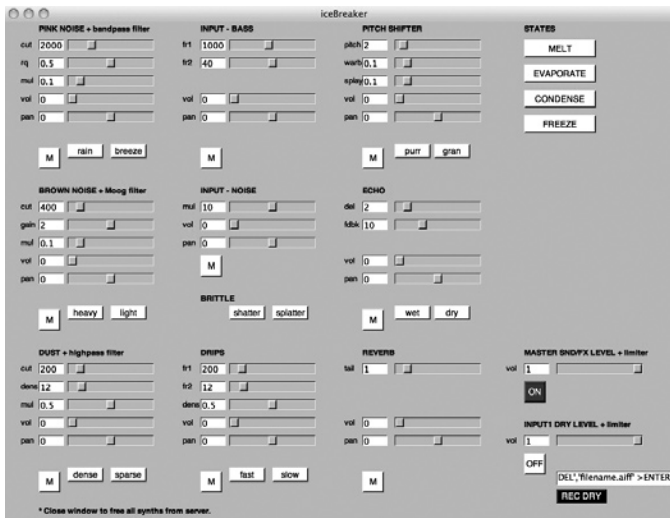 iceBreaker
PINK NOISE + bandpass filter
cut 2000
rq 0.5
mul 0.1
vol 0
pan 0
M rain breeze
INPUT - BASS
fr1 1000
fr2 40
vol 0
pan 0
M
PITCH SHIFTER
pitch 2
warb 0.1
splay 0.1
vol 0
pan 0
M purr gran
STATES
MELT
EVAPORATE
CONDENSE
FREEZE
BROWN NOISE + Moog filter
cut 400
gain 2
mul 0.1
vol 0
pan 0
M heavy light
INPUT - NOISE
mul 10
vol 0
pan 0
M
BRITTLE
shatter splatter
ECHO
del 2
fdbk 10
vol 0
pan 0
M wet dry
DUST + highpass filter
cut 200
dens 12
mul 0.5
vol 0
pan 0
M dense sparse
DRIPS
fr1 200
fr2 12
dens 0.5
vol 0
pan 0
M fast slow
REVERB
tail 1
vol 0
pan 0
M
MASTER SND/FX LEVEL + limiter
vol 1
ON
INPUT1 DRY LEVEL + limiter
vol 1
OFF
DEL','filename.aiff' >ENTER
REC DRY
* Close window to free all synths from server.